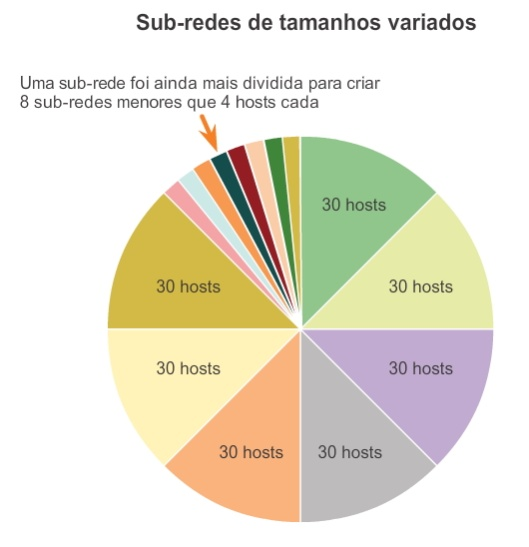 Sub-redes de tamanhos variados
Uma sub-rede foi ainda mais dividida para criar
8 sub-redes menores que 4 hosts cada
30 hosts
30 hosts
30 hosts
30 hosts
30 hosts
30 hosts
30 hosts